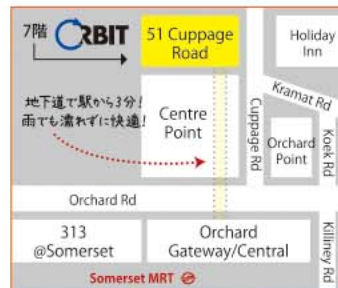 7階
ORBIT
51 Cuppage
Road
Holiday
Inn
Kramat Rd
地下道で駅から3分!
雨でも濡れずに快適!
Centre
Point
Cuppage Rd
Orchard
Point
Koek Rd
Orchard Rd
313
@Somerset
Orchard
Gateway/Central
Killiney Rd
Somerset MRT